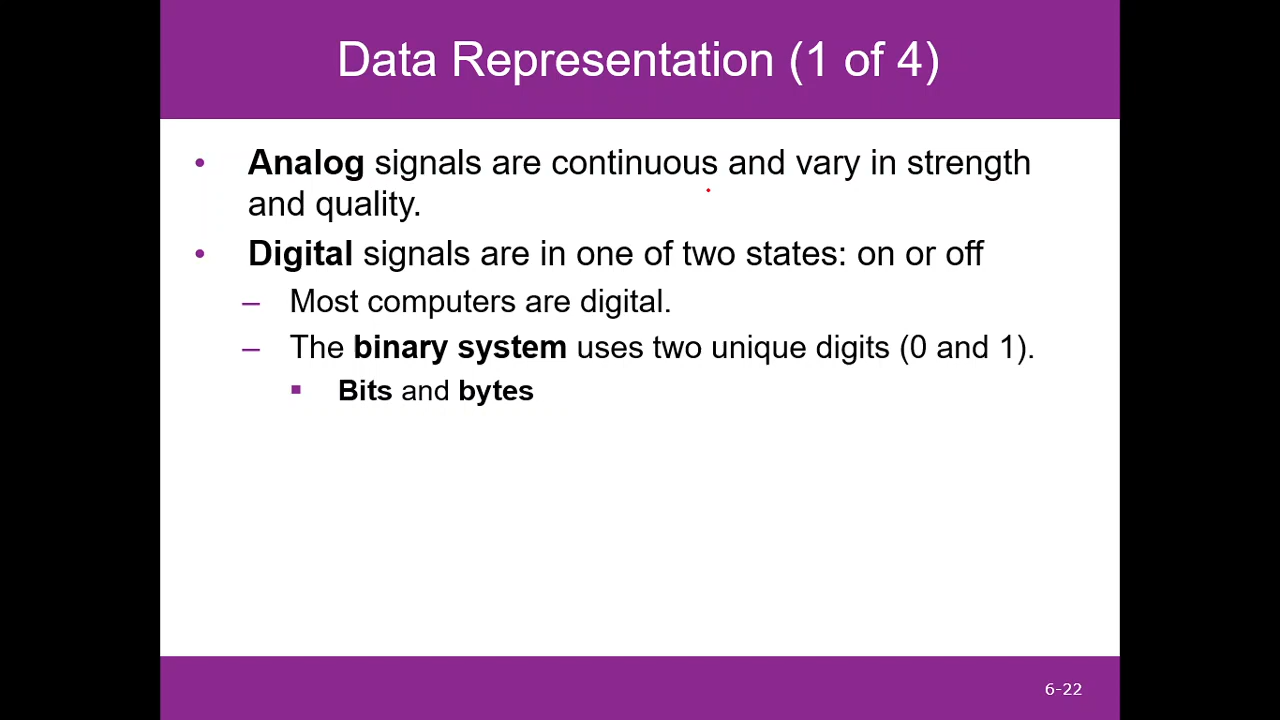 Data Representation (1 of 4)
• Analog signals are continuous and vary in strength
and quality.
• Digital signals are in one of two states: on or off
– Most computers are digital.
– The binary system uses two unique digits (0 and 1).
▪ Bits and bytes
6-22